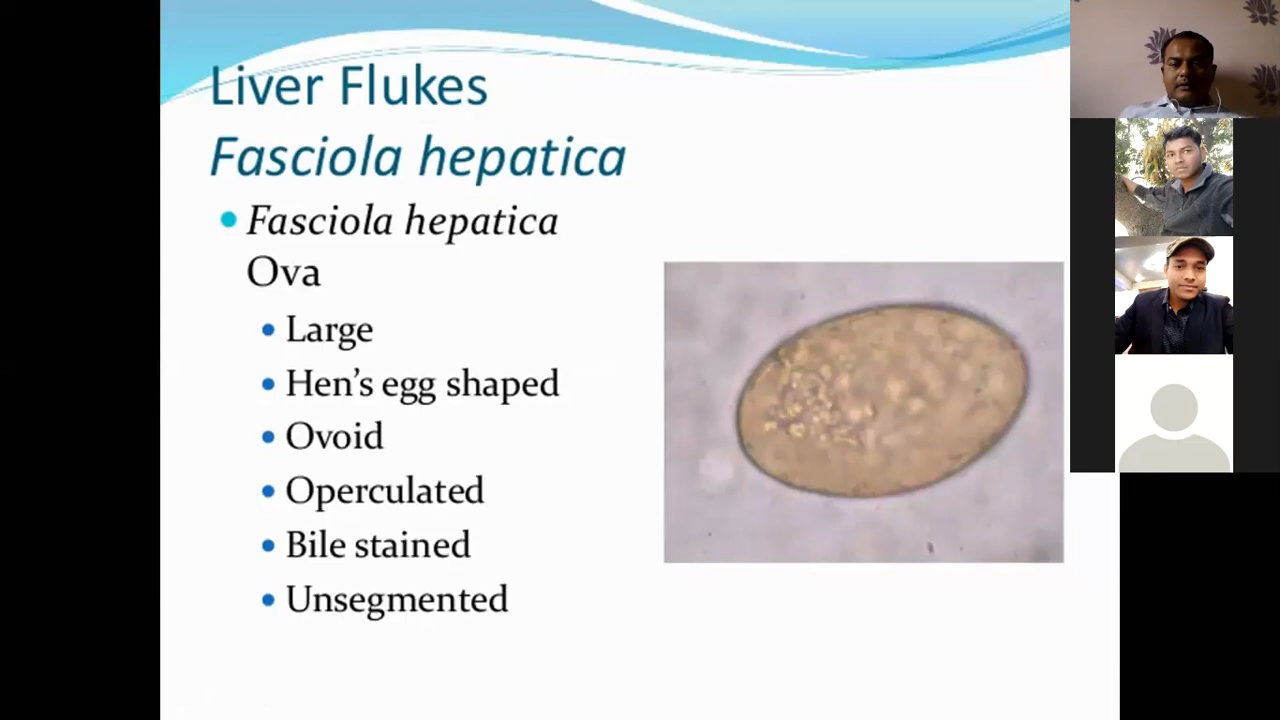 Liver Flukes
Fasciola hepatica
Fasciola hepatica
Ova
Large
Hen’s egg shaped
Ovoid
Operculated
Bile stained
Unsegmented